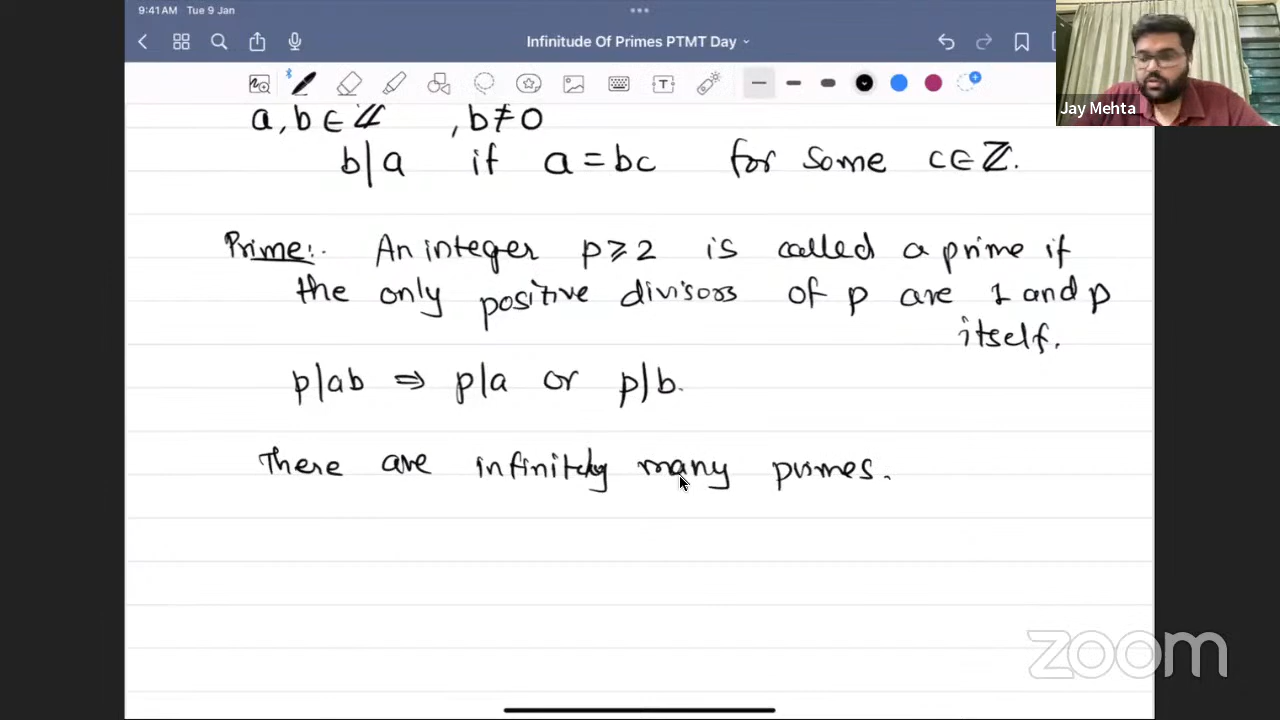 9:41 AM Tue 9 Jan
Infinitude Of Primes PTMT Day
Jay Mehta
a, b ∈ ℤ , b ≠ 0
b|a if a = bc for some c ∈ ℤ.
Prime:. An integer p ⩾ 2 is called a prime if
the only positive divisors of p are 1 and p
itself.
p|ab ⇒ p|a or p|b.
There are infinitely many primes.
zoom